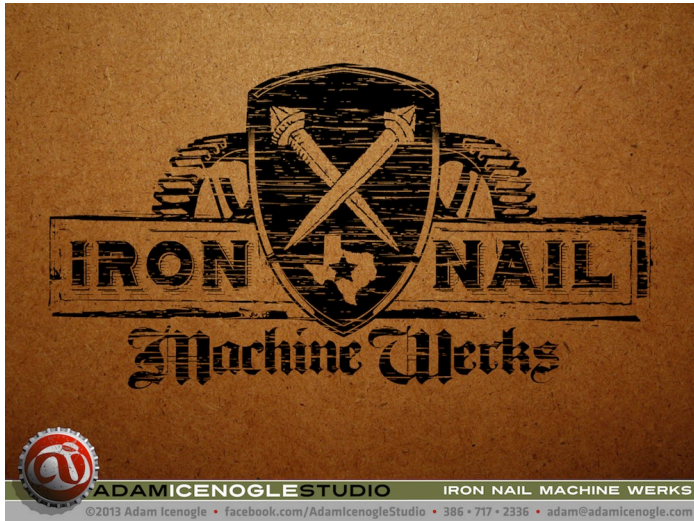 IRON NAIL
Machine Werks
ai
ADAMICENOGLESTUDIO IRON NAIL MACHINE WERKS
©2013 Adam Icenogle • facebook.com/AdamIcenogleStudio • 386 • 717 • 2336 • adam@adamicenogle.com